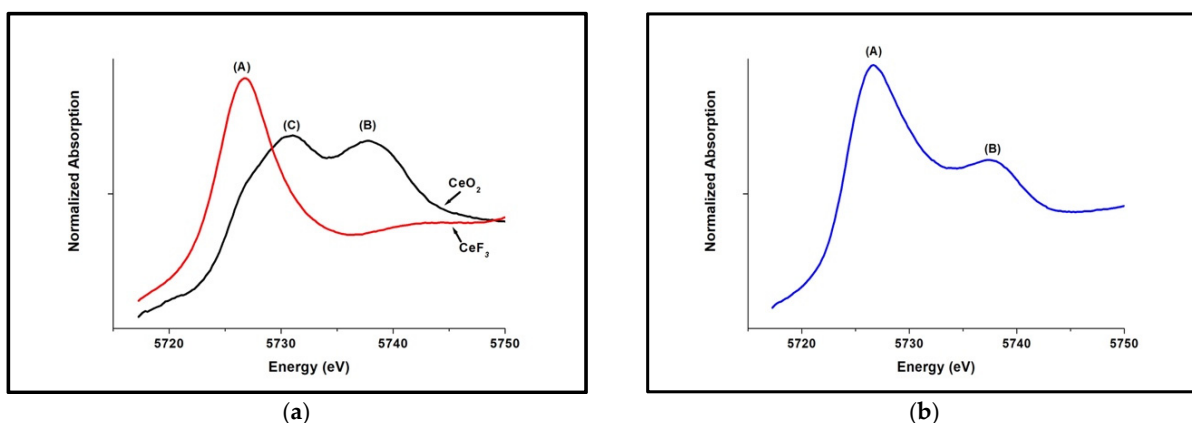 (A)
(C)
(B)
CeO2
CeF3
Normalized Absorption
5720 5730 5740 5750
Energy (eV)
(a)
(A)
(B)
Normalized Absorption
5720 5730 5740 5750
Energy (eV)
(b)